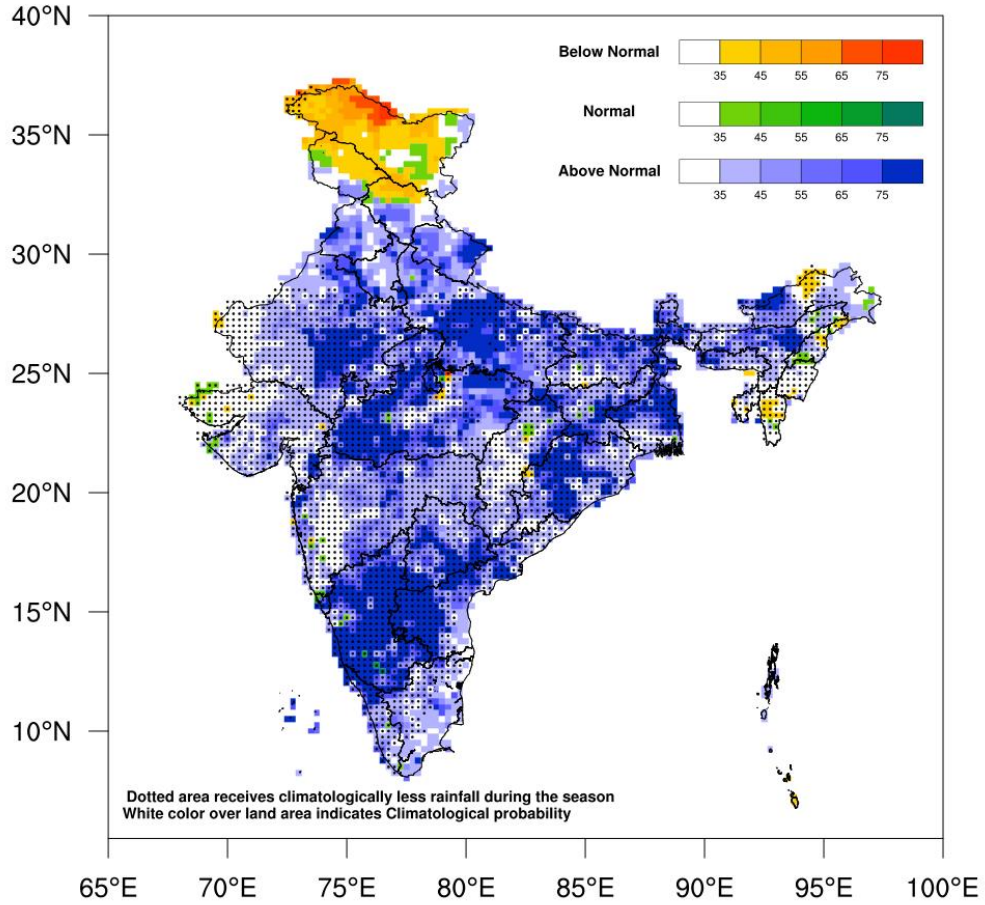 40°N
Below Normal
35 45 55 65 75
35°N
Normal
35 45 55 65 75
Above Normal
35 45 55 65 75
30°N
25°N
20°N
15°N
10°N
Dotted area receives climatologically less rainfall during the season
White color over land area indicates Climatological probability
65°E 70°E 75°E 80°E 85°E 90°E 95°E 100°E